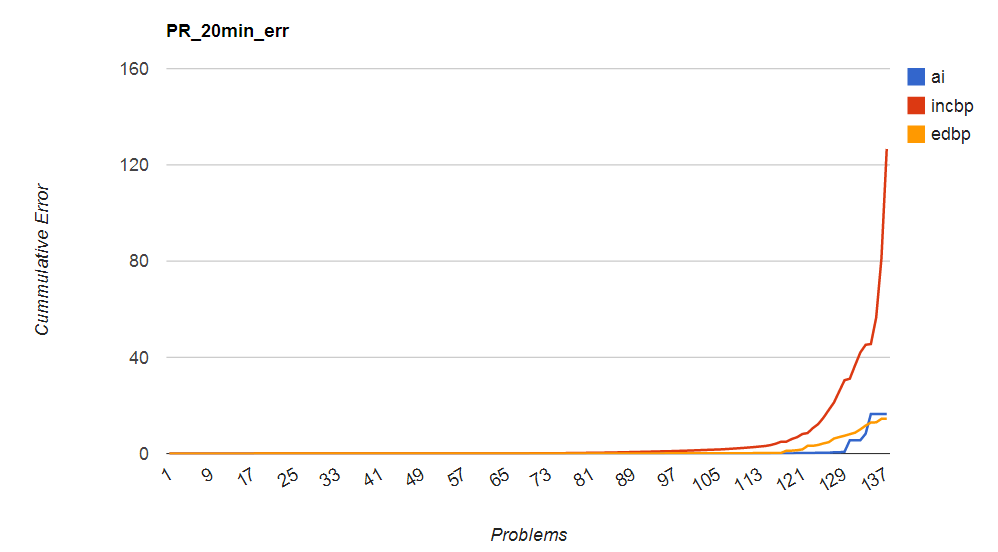 PR_20min_err
160
120
80
40
0
Cummulative Error
1 9 17 25 33 41 49 57 65 73 81 89 97 105 113 121 129 137
Problems
ai
incbp
edbp